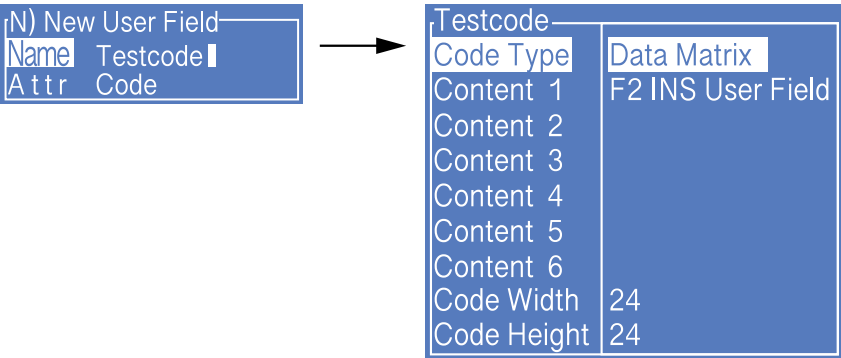 N) New User Field
Name Testcode
Attr Code
Testcode
Code Type Data Matrix
Content 1 F2 INS User Field
Content 2
Content 3
Content 4
Content 5
Content 6
Code Width 24
Code Height 24